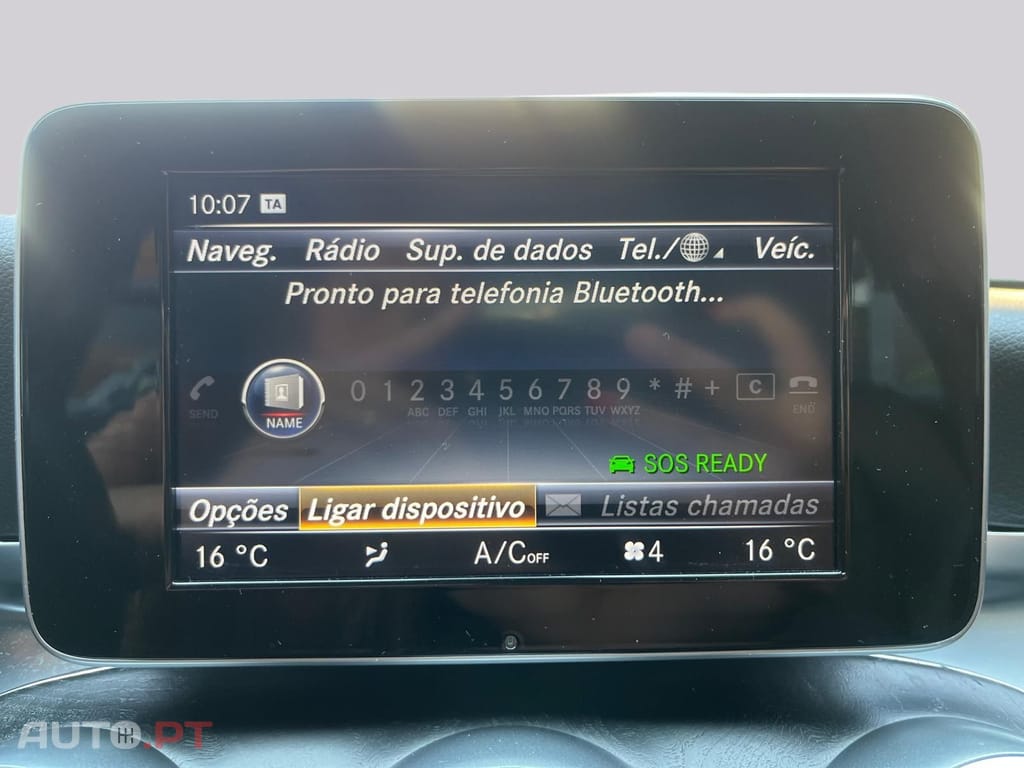 10:07 TA
Naveg. Rádio Sup. de dados Tel./ Veíc.
Pronto para telefonia Bluetooth...
SEND NAME 0 1 2 3 4 5 6 7 8 9 * # + C END
ABC DEF GHI JKL MNO PQRS TUV WXYZ
SOS READY
Opções Ligar dispositivo Listas chamadas
16 °C A/C OFF 4 16 °C
AUTO.PT